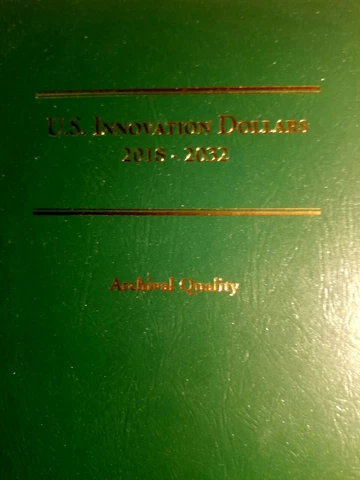 U.S. INNOVATION DOLLARS
2018 - 2032
Archival Quality